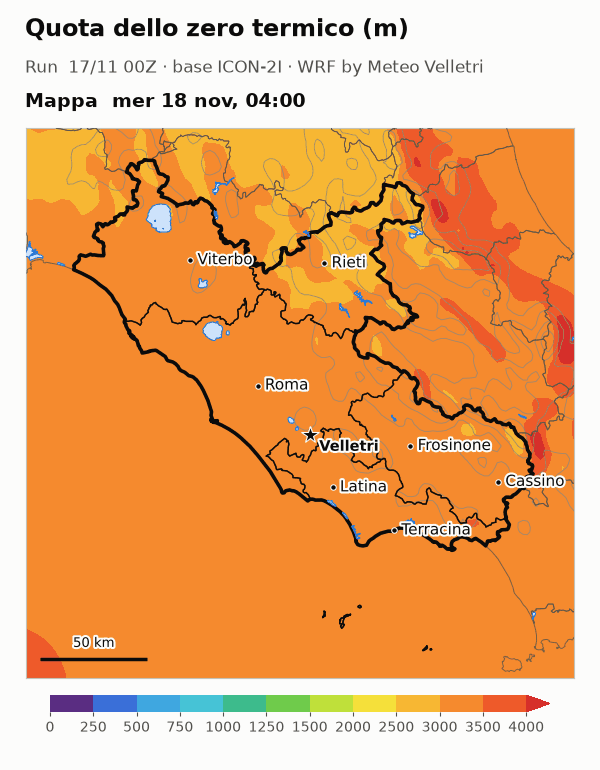 Quota dello zero termico (m)
Run  17/11 00Z · base ICON-2I · WRF by Meteo Velletri
Mappa  mer 18 nov, 04:00
Viterbo
Rieti
Roma
Velletri
Frosinone
Latina
Cassino
Terracina
50 km
0 250 500 750 1000 1250 1500 2000 2500 3000 3500 4000